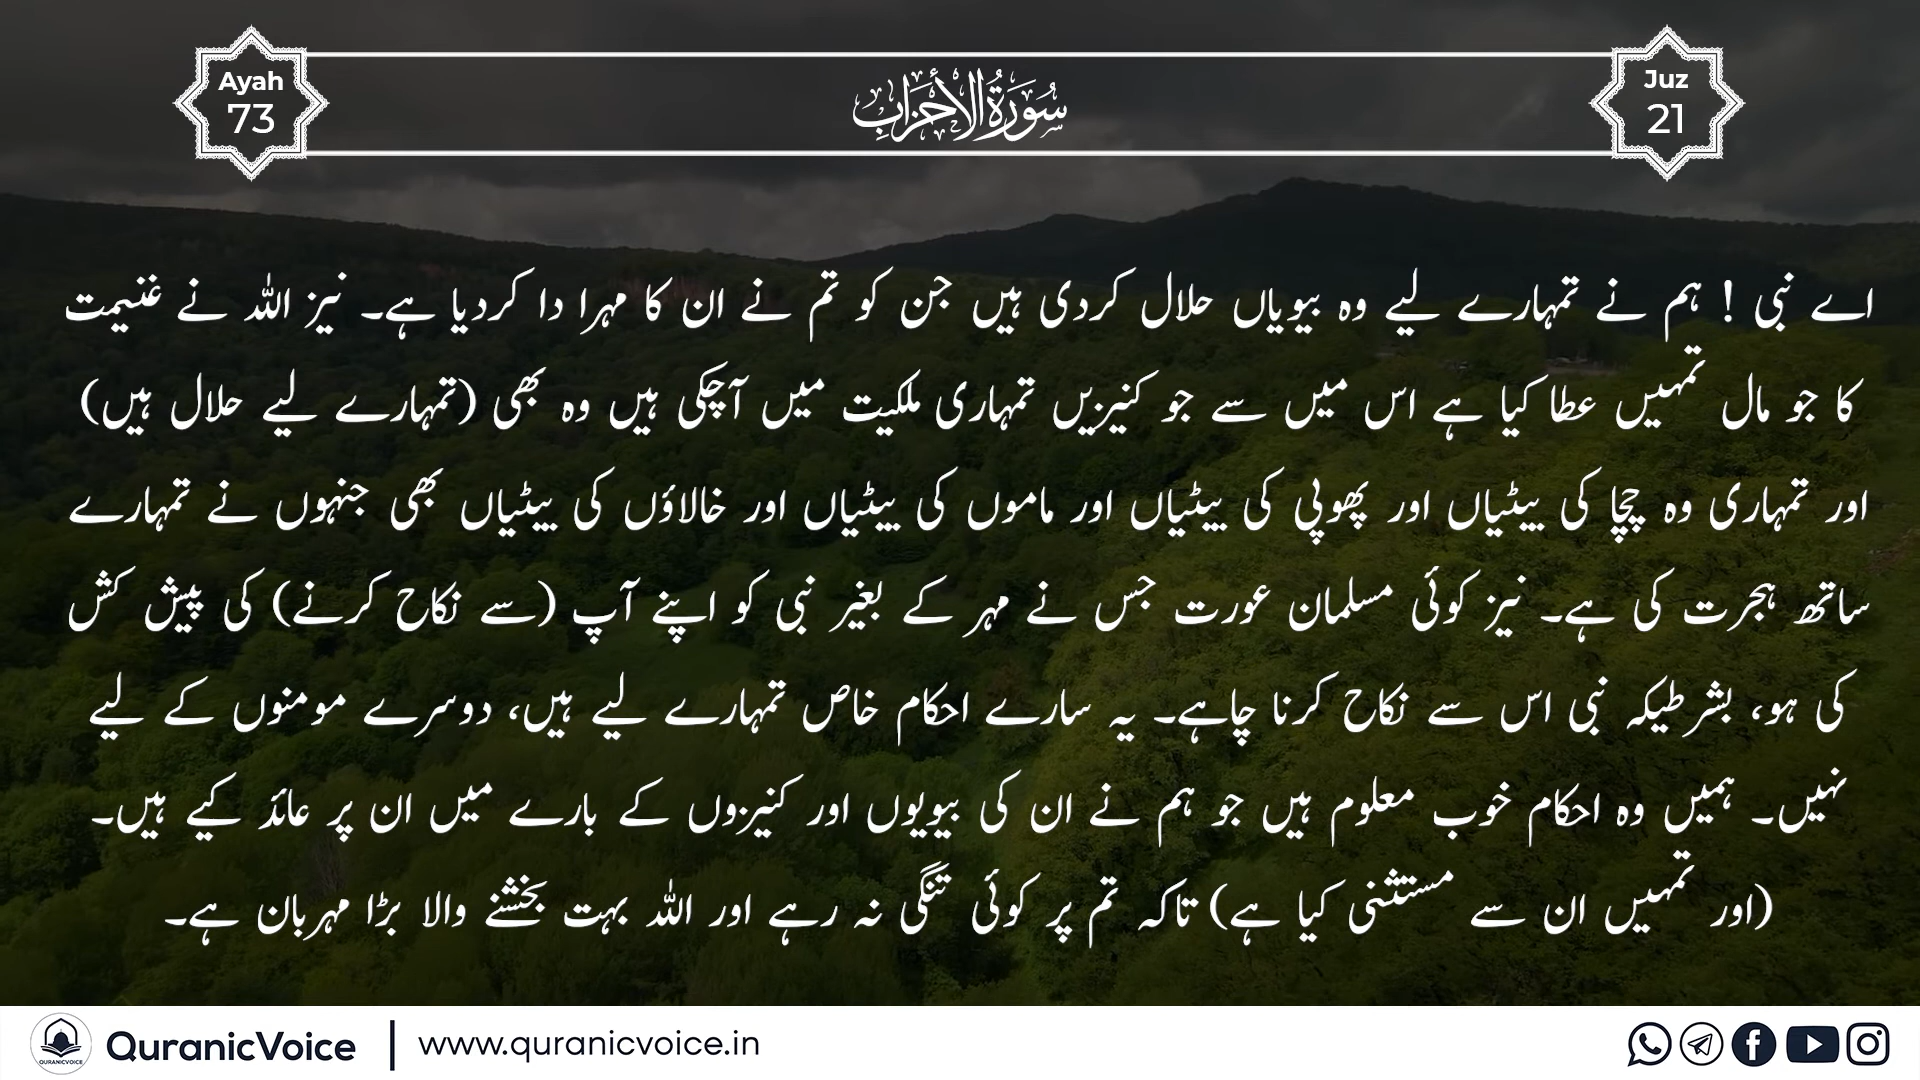 Ayah
73
سُورَةُ الأَحْزَابِ
Juz
21
اے نبی ! ہم نے تمہارے لیے وہ بیویاں حلال کردی ہیں جن کو تم نے ان کا مہرا دا کردیا ہے۔ نیز اللہ نے غنیمت
کا جو مال تمہیں عطا کیا ہے اس میں سے جو کنیزیں تمہاری ملکیت میں آچکی ہیں وہ بھی (تمہارے لیے حلال ہیں)
اور تمہاری وہ چچا کی بیٹیاں اور پھوپی کی بیٹیاں اور ماموں کی بیٹیاں اور خالاؤں کی بیٹیاں بھی جنہوں نے تمہارے
ساتھ ہجرت کی ہے۔ نیز کوئی مسلمان عورت جس نے مہر کے بغیر نبی کو اپنے آپ (سے نکاح کرنے) کی پیش کش
کی ہو، بشرطیکہ نبی اس سے نکاح کرنا چاہے۔ یہ سارے احکام خاص تمہارے لیے ہیں، دوسرے مومنوں کے لیے
نہیں۔ ہمیں وہ احکام خوب معلوم ہیں جو ہم نے ان کی بیویوں اور کنیزوں کے بارے میں ان پر عائد کیے ہیں۔
(اور تمہیں ان سے مستثنی کیا ہے) تاکہ تم پر کوئی تنگی نہ رہے اور اللہ بہت بخشنے والا بڑا مہربان ہے۔
QURANICVOICE
QuranicVoice | www.quranicvoice.in